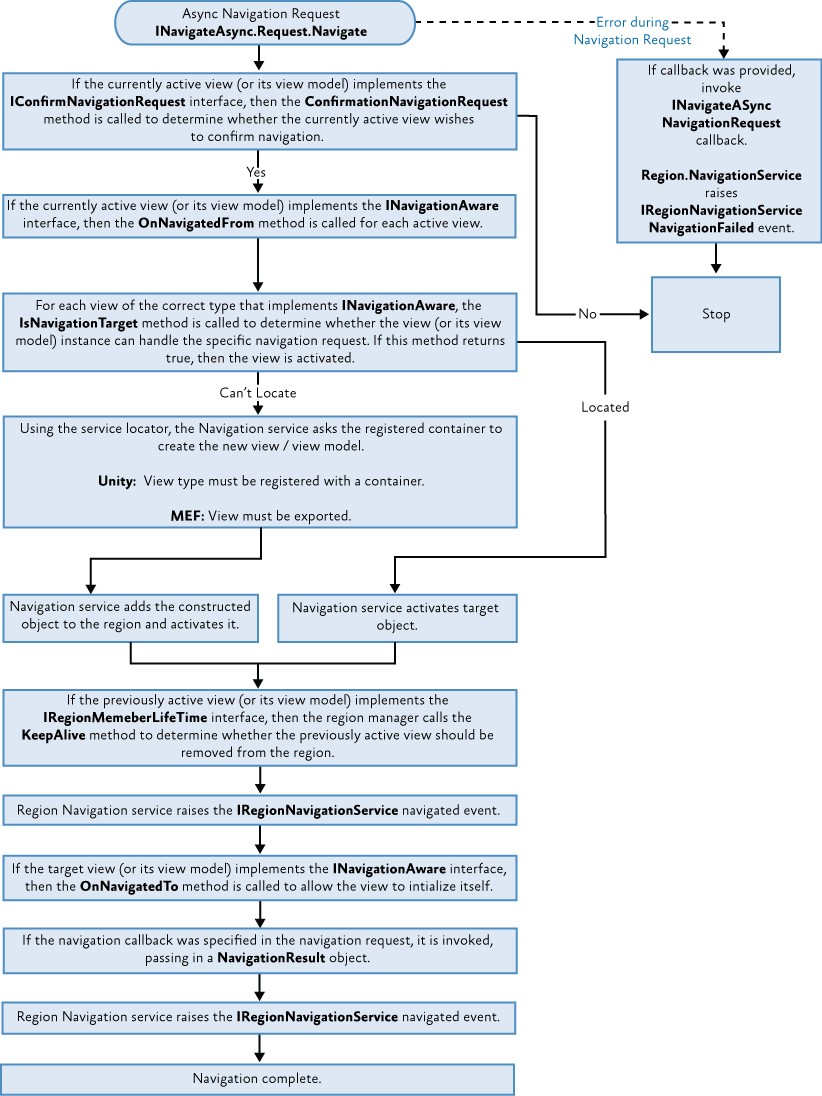 Async Navigation Request
INavigateAsync.Request.Navigate
Error during
Navigation Request
If callback was provided,
invoke
INavigateASync
NavigationRequest
callback.
Region.NavigationService
raises
IRegionNavigationService
NavigationFailed event.
If the currently active view (or its view model) implements the
IConfirmNavigationRequest interface, then the ConfirmationNavigationRequest
method is called to determine whether the currently active view wishes
to confirm navigation.
Yes
If the currently active view (or its view model) implements the INavigationAware
interface, then the OnNavigatedFrom method is called for each active view.
For each view of the correct type that implements INavigationAware, the
IsNavigationTarget method is called to determine whether the view (or its view
model) instance can handle the specific navigation request. If this method returns
true, then the view is activated.
No
Stop
Can't Locate
Located
Using the service locator, the Navigation service asks the registered container to
create the new view / view model.
Unity: View type must be registered with a container.
MEF: View must be exported.
Navigation service adds the constructed
object to the region and activates it.
Navigation service activates target
object.
If the previously active view (or its view model) implements the
IRegionMemeberLifeTime interface, then the region manager calls the
KeepAlive method to determine whether the previously active view should be
removed from the region.
Region Navigation service raises the IRegionNavigationService navigated event.
If the target view (or its view model) implements the INavigationAware interface,
then the OnNavigatedTo method is called to allow the view to intialize itself.
If the navigation callback was specified in the navigation request, it is invoked,
passing in a NavigationResult object.
Region Navigation service raises the IRegionNavigationService navigated event.
Navigation complete.